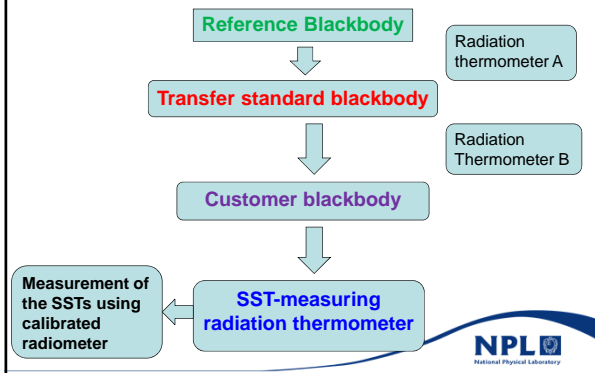 Reference Blackbody
Radiation
thermometer A
Transfer standard blackbody
Radiation
Thermometer B
Customer blackbody
Measurement of
the SSTs using
calibrated
radiometer
SST-measuring
radiation thermometer
NPL
National Physical Laboratory